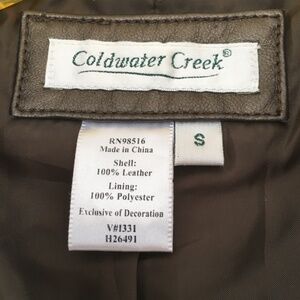 Coldwater Creek®
S
RN98516
Made in China
Shell:
100% Leather
Lining:
100% Polyester
Exclusive of Decoration
V#1331
H26491